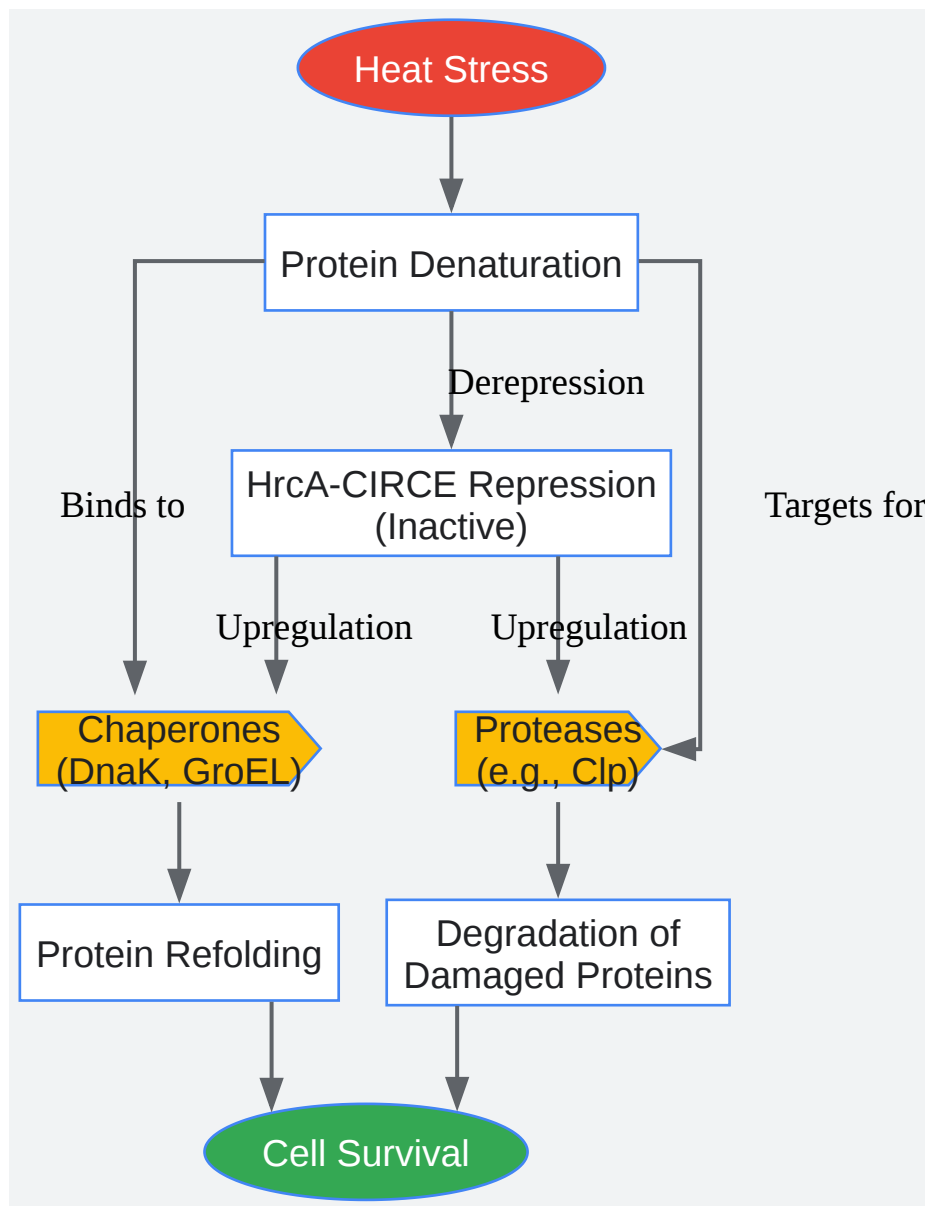 Heat Stress
Protein Denaturation
Derepression
HrcA-CIRCE Repression
(Inactive)
Binds to
Targets for
Upregulation
Upregulation
Chaperones
(DnaK, GroEL)
Proteases
(e.g., Clp)
Protein Refolding
Degradation of
Damaged Proteins
Cell Survival